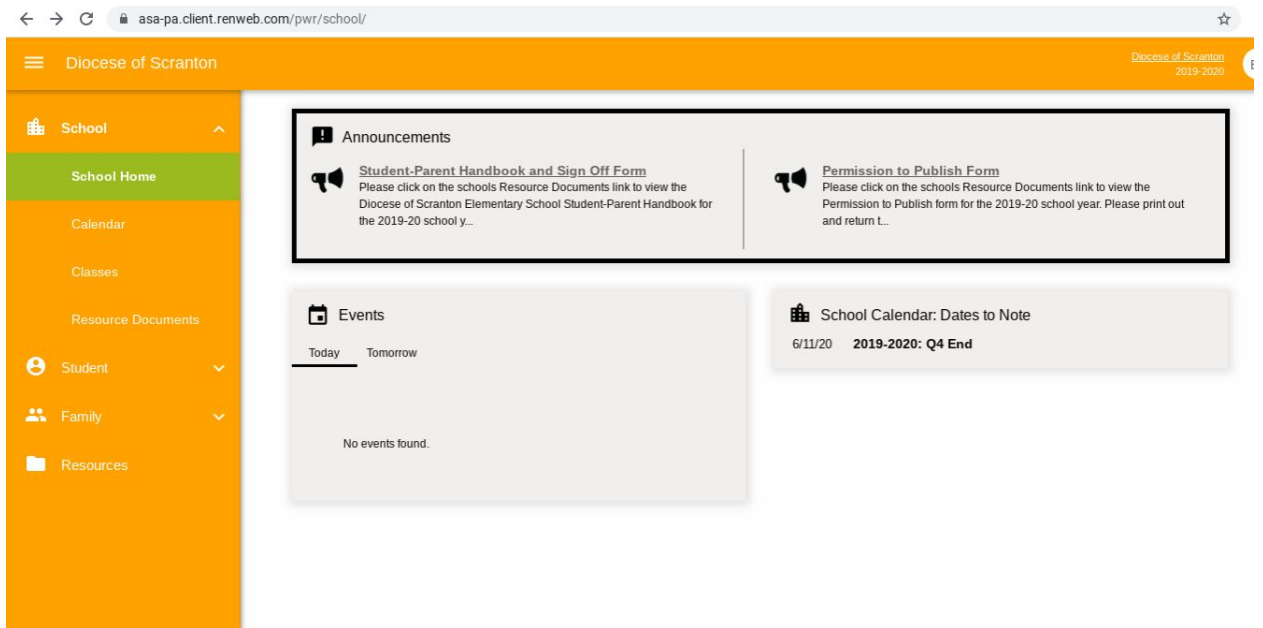 asa-pa.client.renweb.com/pwr/school/
Diocese of Scranton
Diocese of Scranton
2019-2020
School
School Home
Calendar
Classes
Resource Documents
Student
Family
Resources
Announcements
Student-Parent Handbook and Sign Off Form
Please click on the schools Resource Documents link to view the
Diocese of Scranton Elementary School Student-Parent Handbook for
the 2019-20 school y...
Permission to Publish Form
Please click on the schools Resource Documents link to view the
Permission to Publish form for the 2019-20 school year. Please print out
and return t...
Events
Today Tomorrow
No events found.
School Calendar: Dates to Note
6/11/20 2019-2020: Q4 End